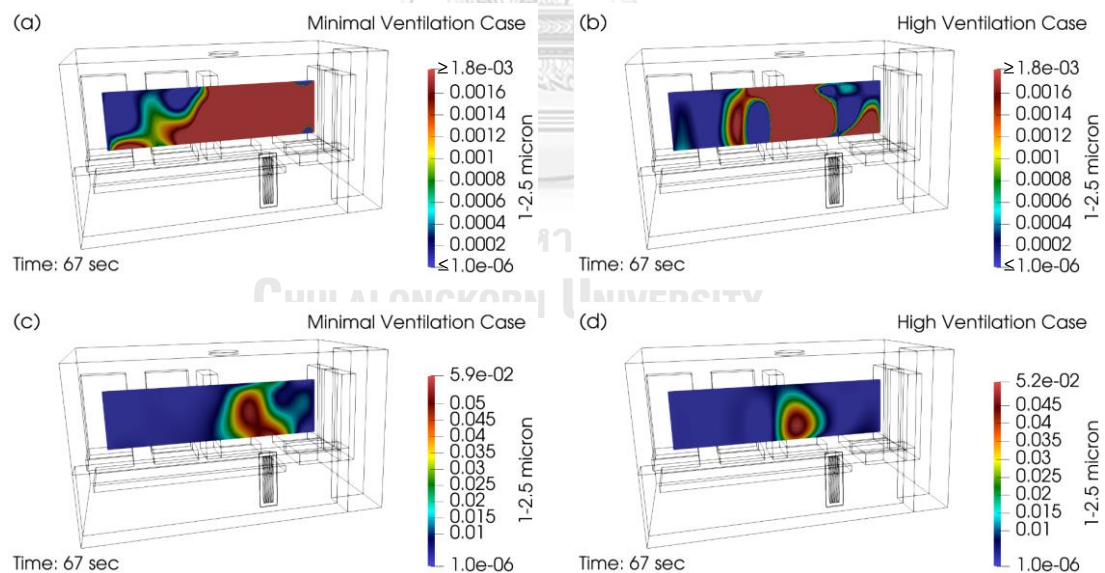 (a) Minimal Ventilation Case
≥ 1.8e-03
0.0016
0.0014
0.0012
0.001
0.0008
0.0006
0.0004
0.0002
≤ 1.0e-06
1-2.5 micron
Time: 67 sec
(b) High Ventilation Case
≥ 1.8e-03
0.0016
0.0014
0.0012
0.001
0.0008
0.0006
0.0004
0.0002
≤ 1.0e-06
1-2.5 micron
Time: 67 sec
CHULALONGKORN UNIVERSITY
(c) Minimal Ventilation Case
5.9e-02
0.05
0.045
0.04
0.035
0.03
0.025
0.02
0.015
0.01
1.0e-06
1-2.5 micron
Time: 67 sec
(d) High Ventilation Case
5.2e-02
0.045
0.04
0.035
0.03
0.025
0.02
0.015
0.01
1.0e-06
1-2.5 micron
Time: 67 sec